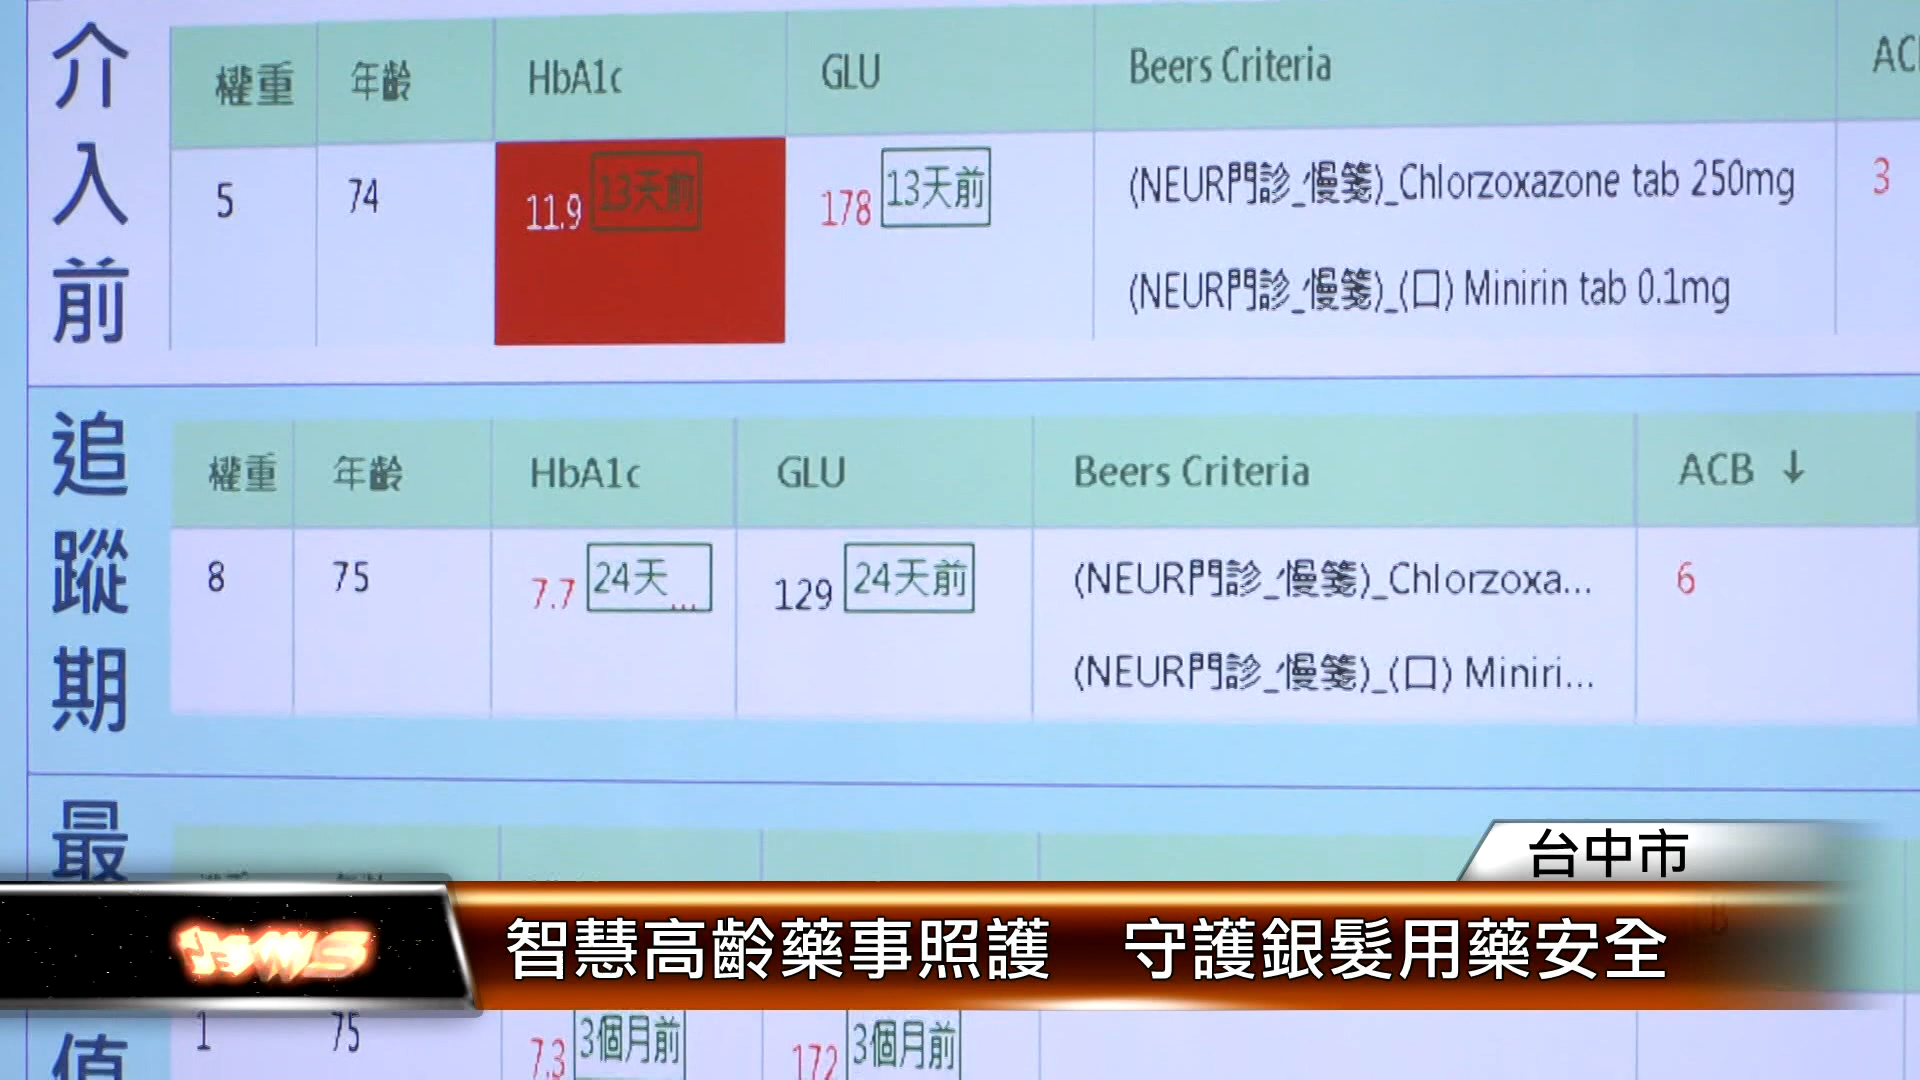 介入前
權重 年齡 HbA1c GLU Beers Criteria AC
5 74 11.9 13天前 178 13天前 (NEUR門診_慢箋)_Chlorzoxazone tab 250mg 3
(NEUR門診_慢箋)_(口) Minirin tab 0.1mg
追蹤期
權重 年齡 HbA1c GLU Beers Criteria ACB ↓
8 75 7.7 24天... 129 24天前 (NEUR門診_慢箋)_Chlorzoxa... 6
(NEUR門診_慢箋)_(口) Miniri...
最
台中市
NEWS
智慧高齡藥事照護 守護銀髮用藥安全
值
1 75 7.3 3個月前 172 3個月前